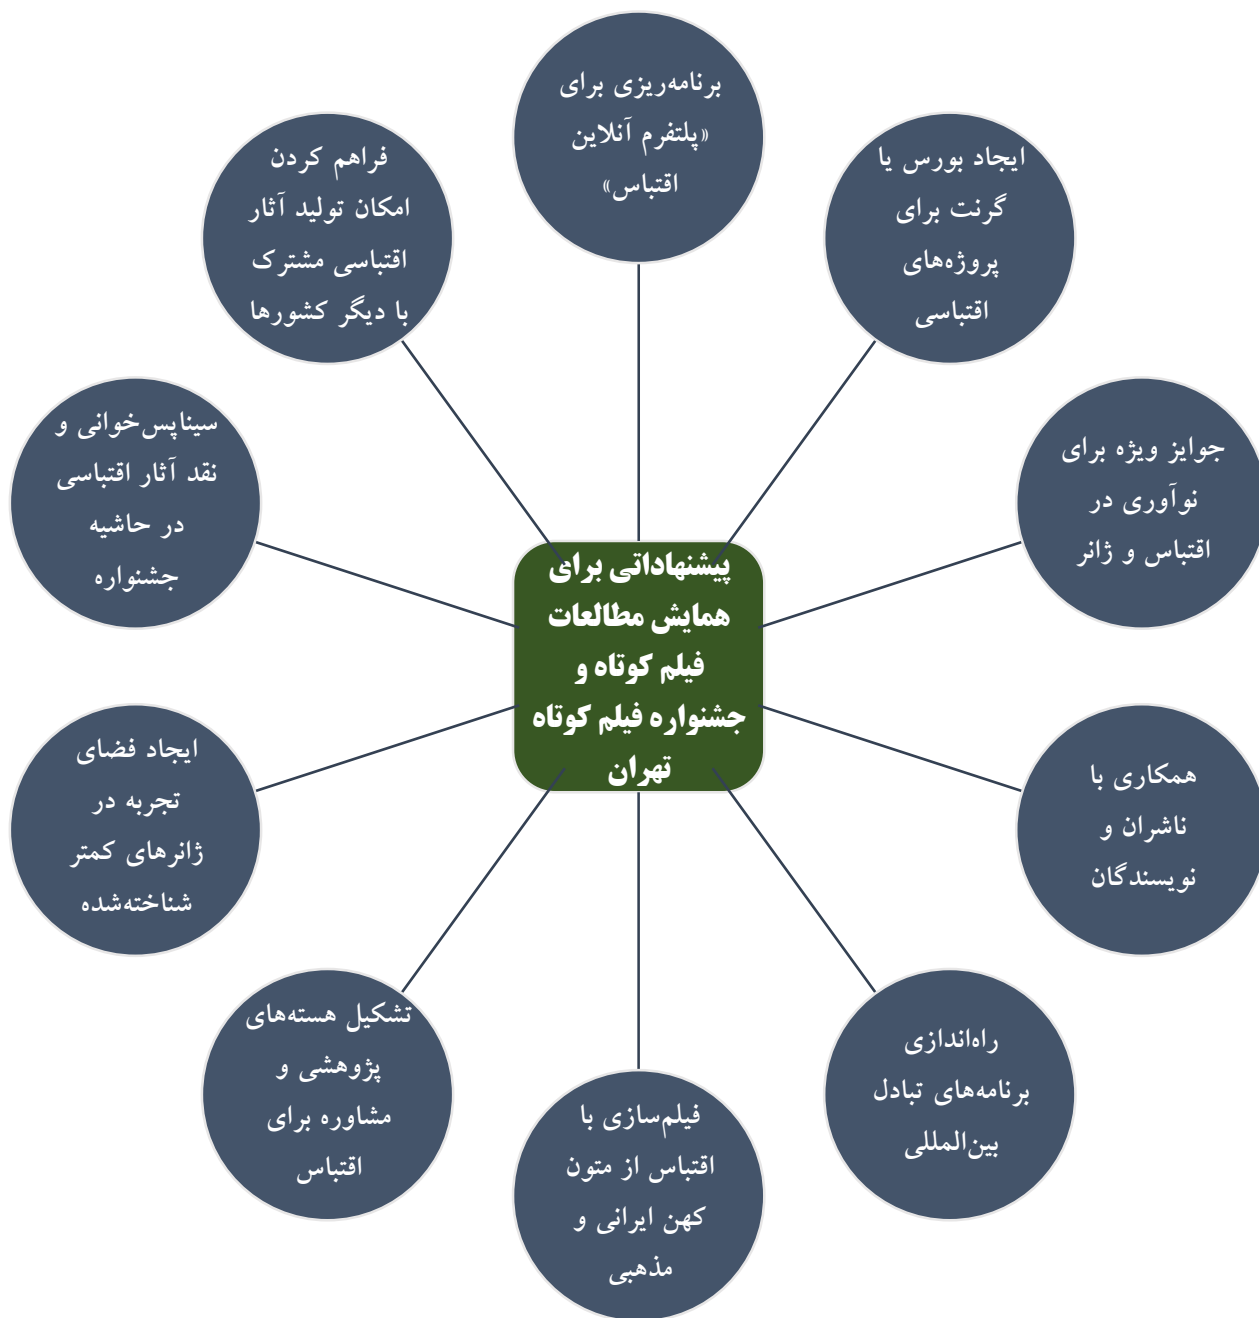 برنامه‌ریزی برای
«پلتفرم آنلاین
اقتباس»
ایجاد بورس یا
گرنت برای
پروژه‌های
اقتباسی
جوایز ویژه برای
نوآوری در
اقتباس و ژانر
همکاری با
ناشران و
نویسندگان
راه‌اندازی
برنامه‌های تبادل
بین‌المللی
فیلم‌سازی با
اقتباس از متون
کهن ایرانی و
مذهبی
تشکیل هسته‌های
پژوهشی و
مشاوره برای
اقتباس
ایجاد فضای
تجربه در
ژانرهای کمتر
شناخته‌شده
سیناپس‌خوانی و
نقد آثار اقتباسی
در حاشیه
جشنواره
فراهم کردن
امکان تولید آثار
اقتباسی مشترک
با دیگر کشورها
پیشنهاداتی برای
همایش مطالعات
فیلم کوتاه و
جشنواره فیلم کوتاه
تهران